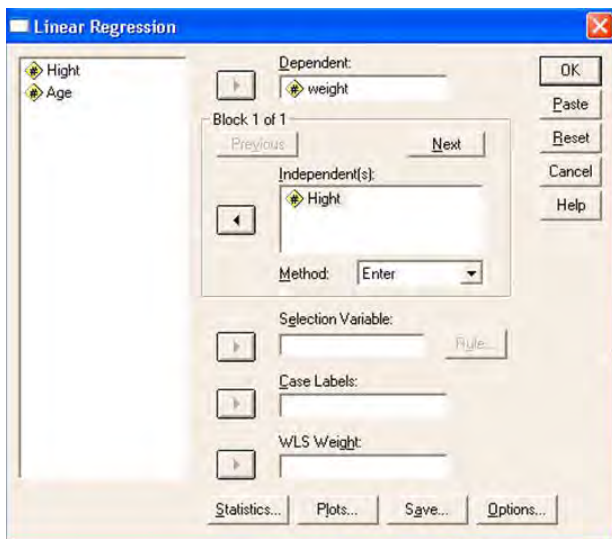 Linear Regression
Hight
Age
Dependent:
weight
Block 1 of 1
Previous
Next
Independent(s):
Hight
Method:
Enter
Selection Variable:
Rule...
Case Labels:
WLS Weight:
Statistics...
Plots...
Save...
Options...
OK
Paste
Reset
Cancel
Help